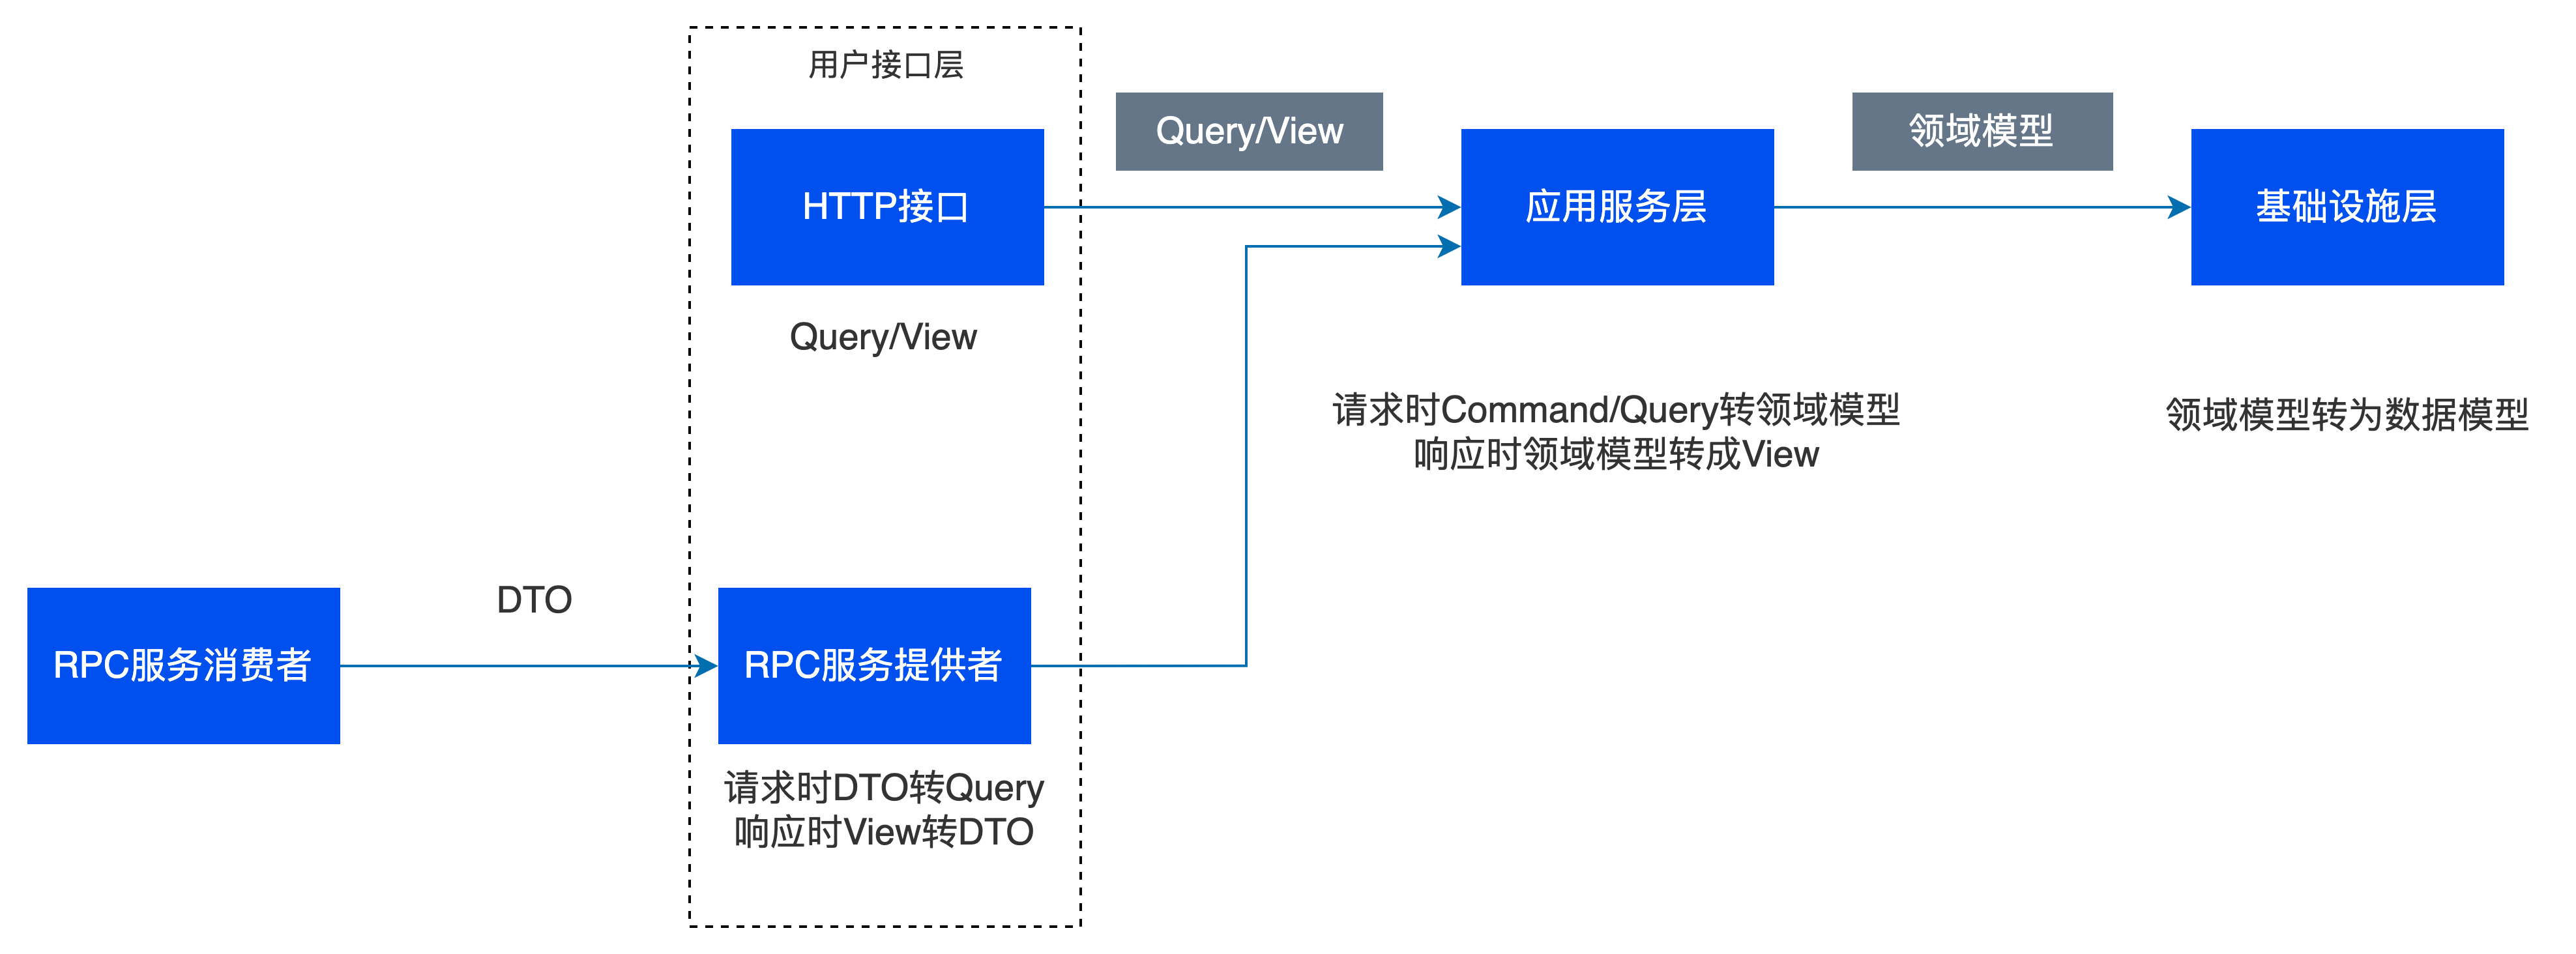 用户接口层
HTTP接口
Query/View
Query/View
应用服务层
领域模型
基础设施层
请求时Command/Query转领域模型
响应时领域模型转成View
领域模型转为数据模型
RPC服务消费者
DTO
RPC服务提供者
请求时DTO转Query
响应时View转DTO